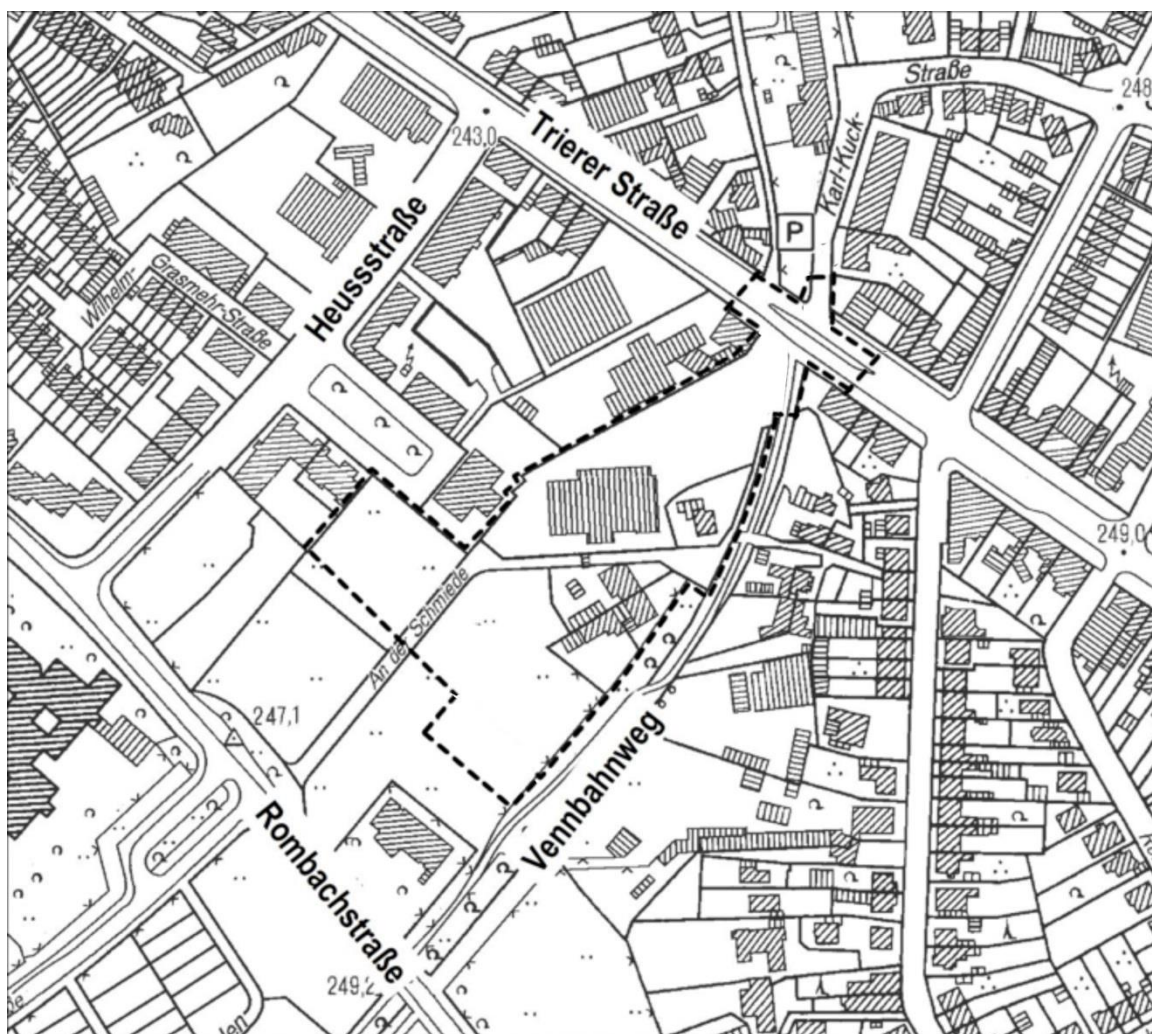 Straße
248
Trierer Straße
243,0
Karl-Kuck-
P
Heussstraße
Grasmehr-Straße
Wilhelm-
249,0
An der Schmiede
247,1
Vennbahnweg
Rombachstraße
249,2